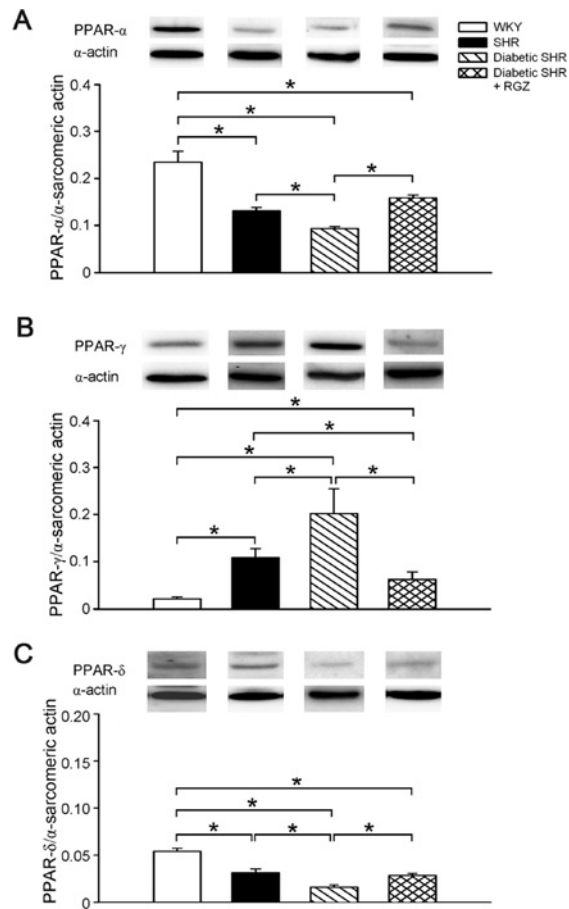 A
PPAR-α
α-actin
WKY
SHR
Diabetic SHR
Diabetic SHR
+ RGZ
PPAR-α/α-sarcomeric actin
0.4
0.3
0.2
0.1
0
*
*
*
*
*
B
PPAR-γ
α-actin
PPAR-γ/α-sarcomeric actin
0.4
0.3
0.2
0.1
0
*
*
*
*
*
*
C
PPAR-δ
α-actin
PPAR-δ/α-sarcomeric actin
0.20
0.15
0.10
0.05
0
*
*
*
*
*